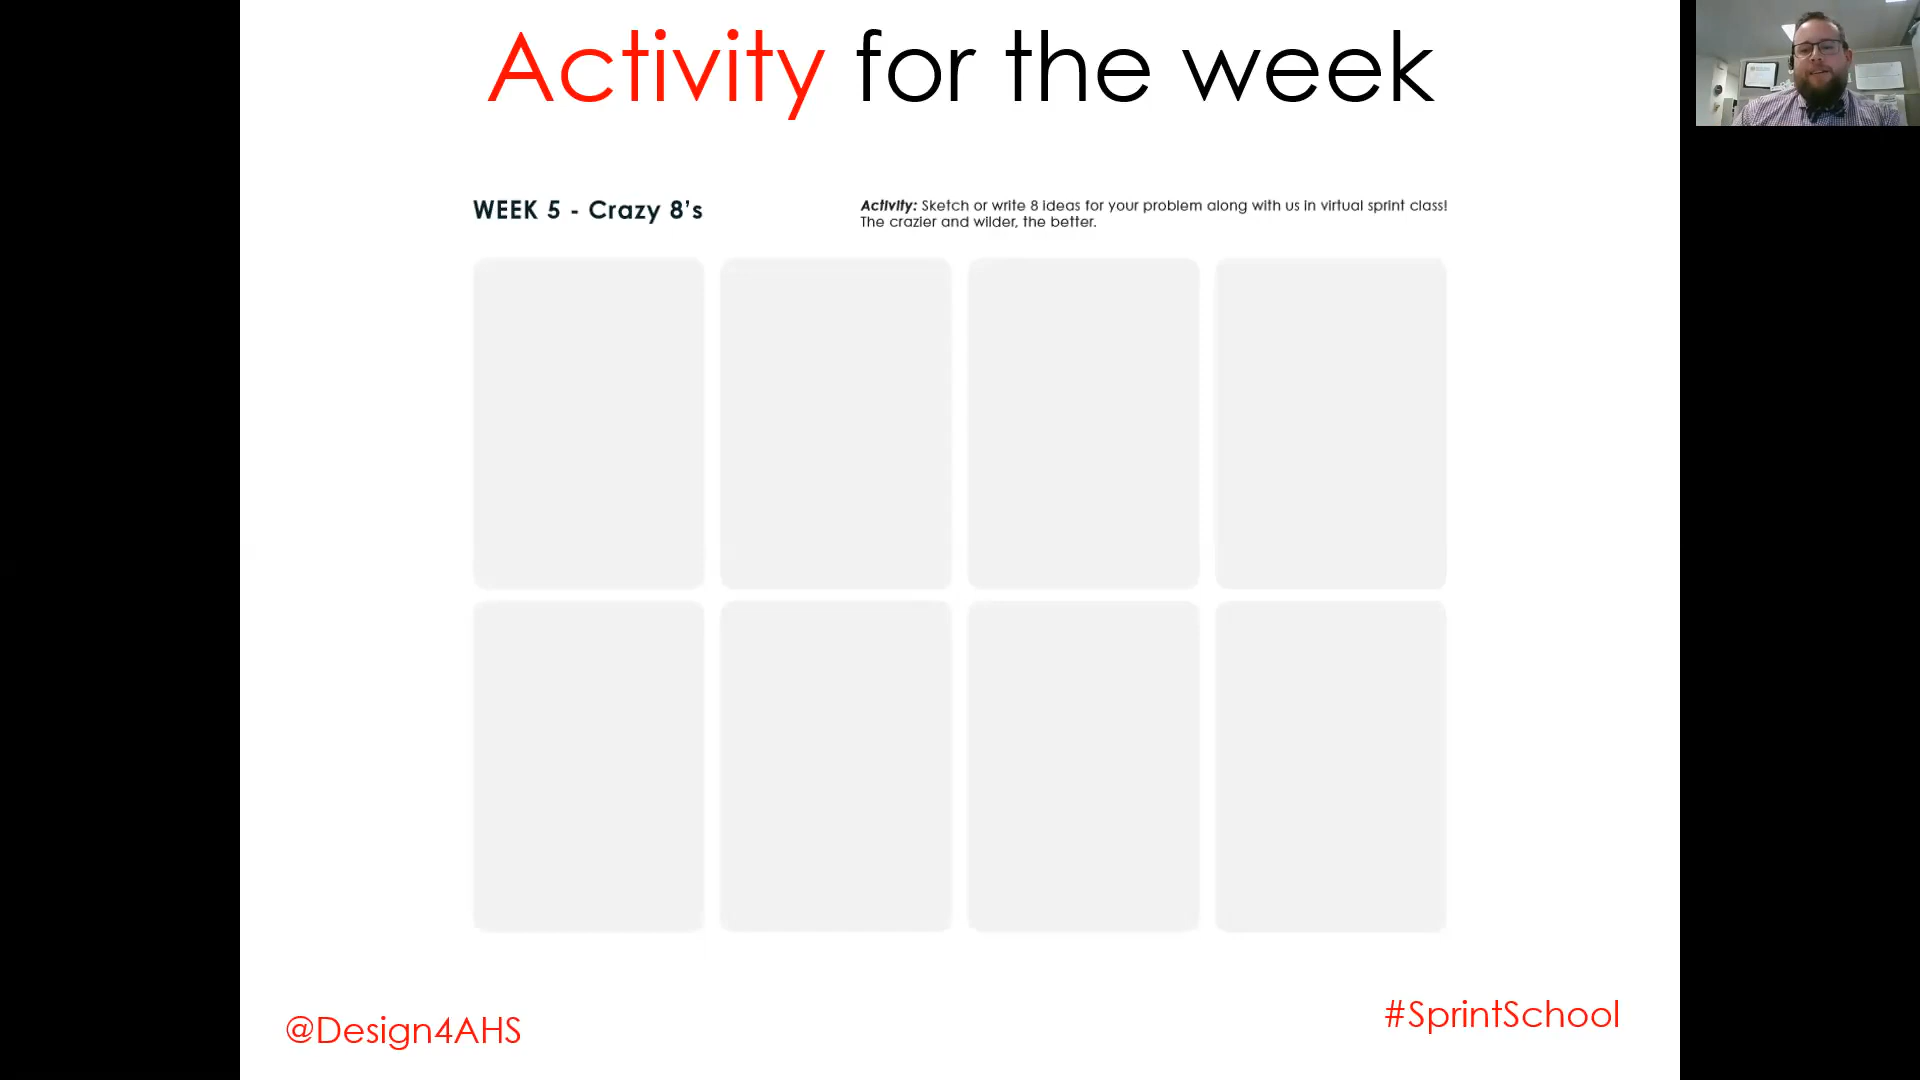 Activity for the week
WEEK 5 - Crazy 8's
Activity: Sketch or write 8 ideas for your problem along with us in virtual sprint class!
The crazier and wilder, the better.
@Design4AHS
#SprintSchool